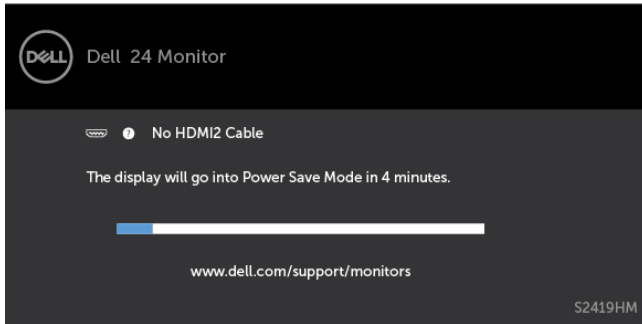 DELL
Dell 24 Monitor
? No HDMI2 Cable
The display will go into Power Save Mode in 4 minutes.
www.dell.com/support/monitors
S2419HM